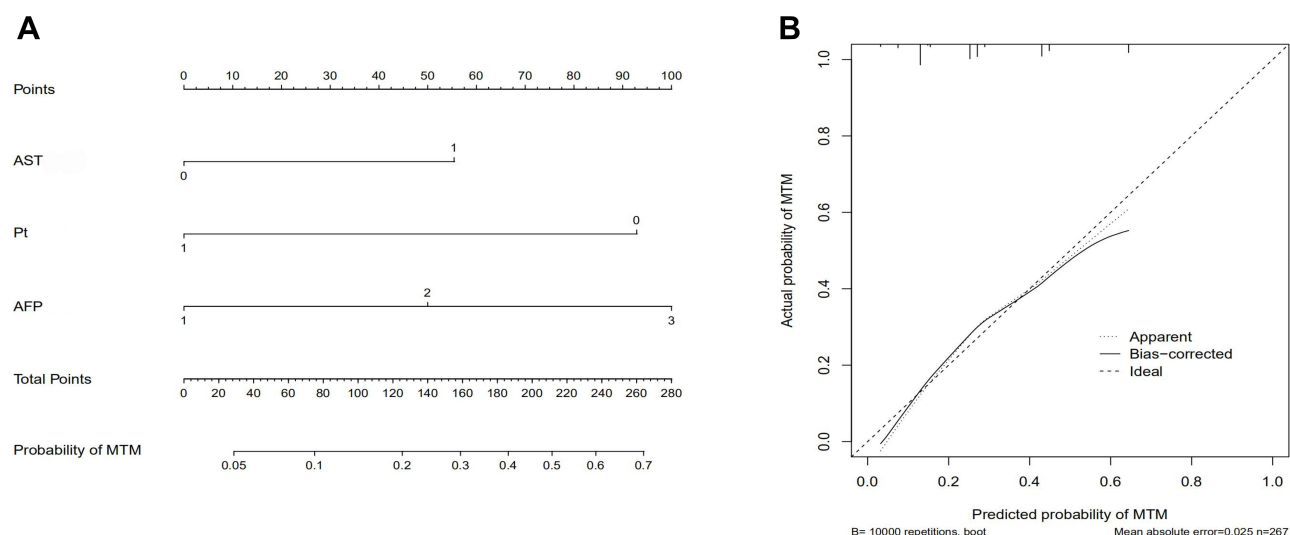 A
Points
0 10 20 30 40 50 60 70 80 90 100
AST
0
1
Pt
1
0
AFP
1
2
3
Total Points
0 20 40 60 80 100 120 140 160 180 200 220 240 260 280
Probability of MTM
0.05 0.1 0.2 0.3 0.4 0.5 0.6 0.7
B
Actual probability of MTM
0.0 0.2 0.4 0.6 0.8 1.0
Apparent
Bias−corrected
Ideal
0.0 0.2 0.4 0.6 0.8 1.0
Predicted probability of MTM
B= 10000 repetitions, boot
Mean absolute error=0.025 n=267